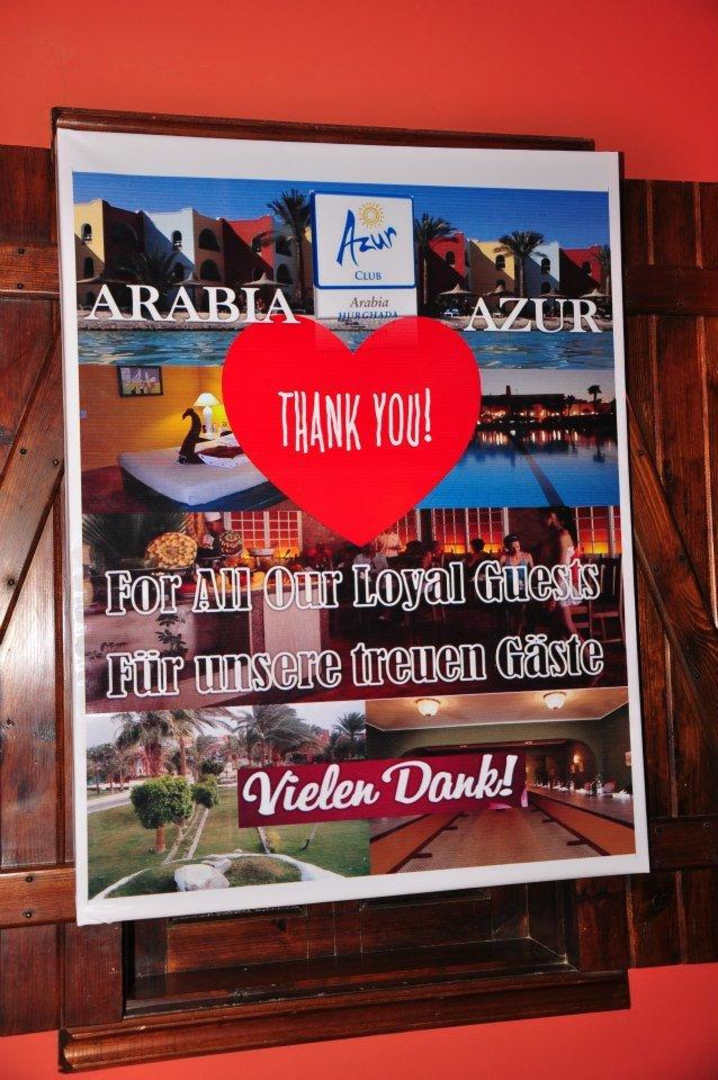 Azur
CLUB
Arabia
HURGHADA
ARABIA AZUR
THANK YOU!
For All Our Loyal Guests
Für unsere treuen Gäste
Vielen Dank!